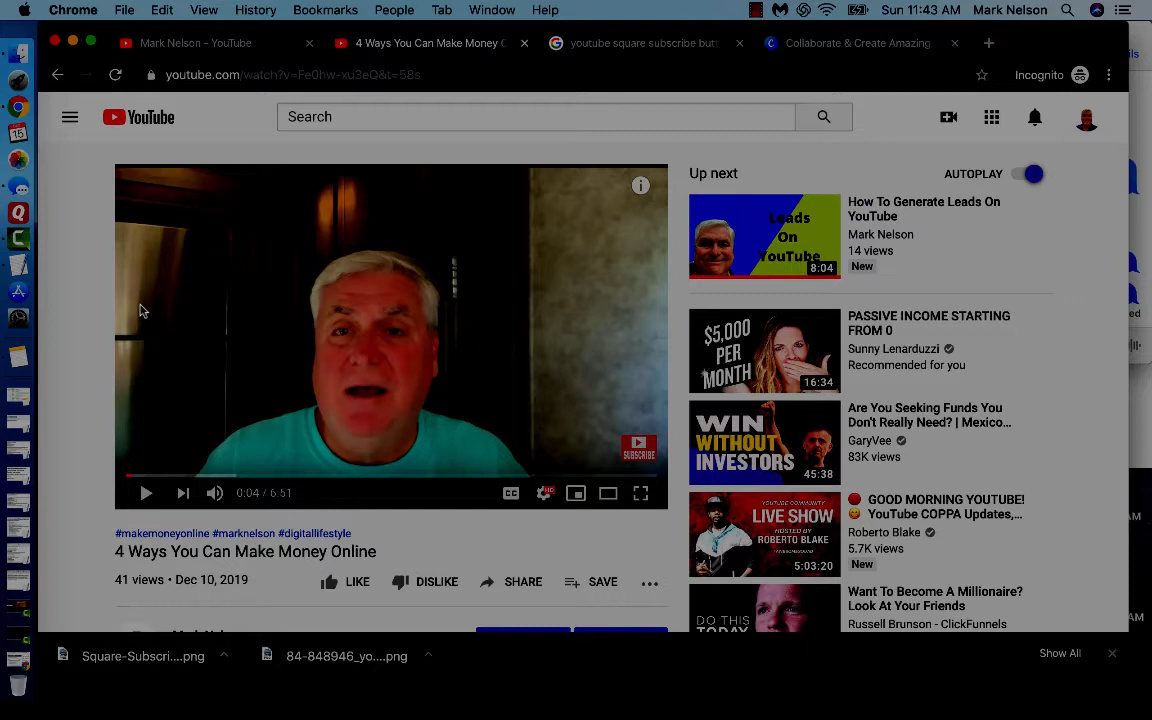 Chrome File Edit View History Bookmarks People Tab Window Help Sun 11:43 AM Mark Nelson
Mark Nelson - YouTube
4 Ways You Can Make Money O
youtube square subscribe but
Collaborate & Create Amazing
youtube.com/watch?v=Fe0hw-xu3eQ&t=58s
Incognito
YouTube
Search
Up next
AUTOPLAY
Leads
On
YouTube
8:04
How To Generate Leads On
YouTube
Mark Nelson
14 views
New
$5,000
PER
MONTH
16:34
PASSIVE INCOME STARTING
FROM 0
Sunny Lenarduzzi
Recommended for you
WIN
WITHOUT
INVESTORS
45:38
Are You Seeking Funds You
Don't Really Need? | Mexico...
GaryVee
83K views
SUBSCRIBE
0:04 / 6:51
CC
HD
YOUTUBE COMMUNITY
LIVE SHOW
HOSTED BY
ROBERTO BLAKE
5:03:20
GOOD MORNING YOUTUBE!
YouTube COPPA Updates,...
Roberto Blake
5.7K views
New
#makemoneyonline #marknelson #digitallifestyle
4 Ways You Can Make Money Online
41 views • Dec 10, 2019
LIKE DISLIKE SHARE SAVE
DO THIS
TODAY
Want To Become A Millionaire?
Look At Your Friends
Russell Brunson - ClickFunnels
Square-Subscri....png
84-848946_yo....png
Show All